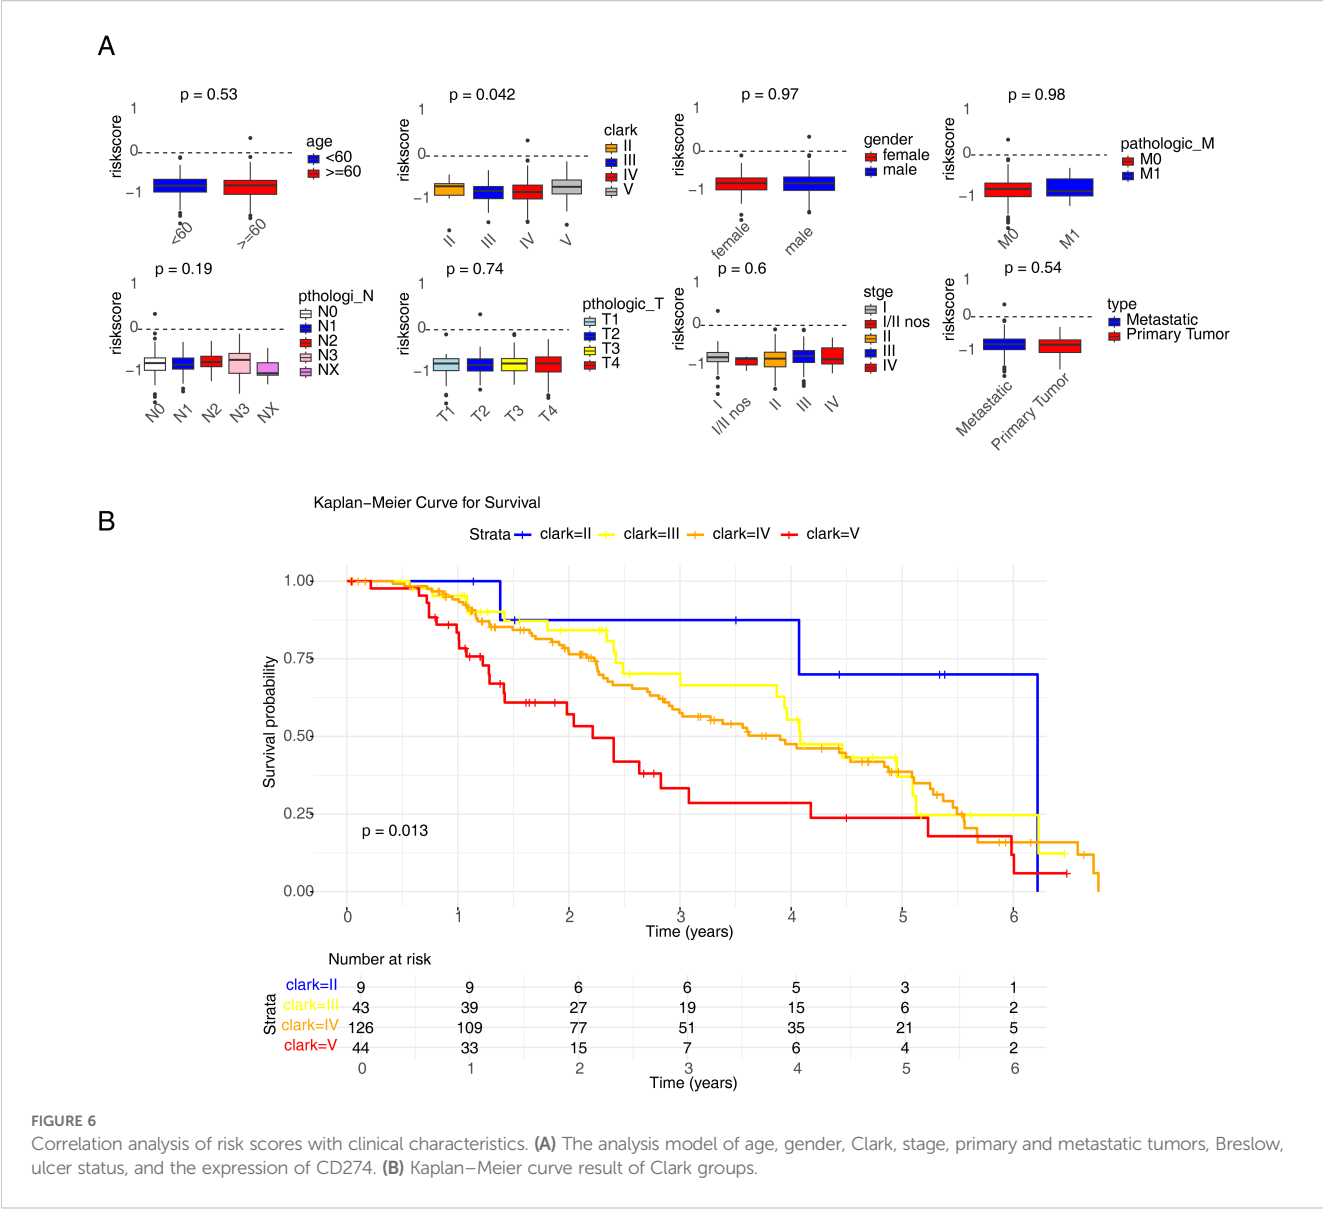 A
p = 0.53
riskscore
1
0
−1
<60
>=60
age
<60
>=60
p = 0.042
riskscore
1
0
−1
II
III
IV
V
clark
II
III
IV
V
p = 0.97
riskscore
1
0
−1
female
male
gender
female
male
p = 0.98
riskscore
1
0
−1
M0
M1
pathologic_M
M0
M1
p = 0.19
riskscore
1
0
−1
N0
N1
N2
N3
NX
pthologi_N
N0
N1
N2
N3
NX
p = 0.74
riskscore
1
0
−1
T1
T2
T3
T4
pthologic_T
T1
T2
T3
T4
p = 0.6
riskscore
1
0
−1
I
I/II nos
II
III
IV
stge
I
I/II nos
II
III
IV
p = 0.54
riskscore
1
0
−1
Metastatic
Primary Tumor
type
Metastatic
Primary Tumor
B
Kaplan−Meier Curve for Survival
Strata clark=II clark=III clark=IV clark=V
Survival probability
1.00
0.75
0.50
0.25
0.00
p = 0.013
0 1 2 3 4 5 6
Time (years)
Number at risk
Strata
clark=II 9 9 6 6 5 3 1
clark=III 43 39 27 19 15 6 2
clark=IV 126 109 77 51 35 21 5
clark=V 44 33 15 7 6 4 2
0 1 2 3 4 5 6
Time (years)
FIGURE 6
Correlation analysis of risk scores with clinical characteristics. (A) The analysis model of age, gender, Clark, stage, primary and metastatic tumors, Breslow,
ulcer status, and the expression of CD274. (B) Kaplan−Meier curve result of Clark groups.